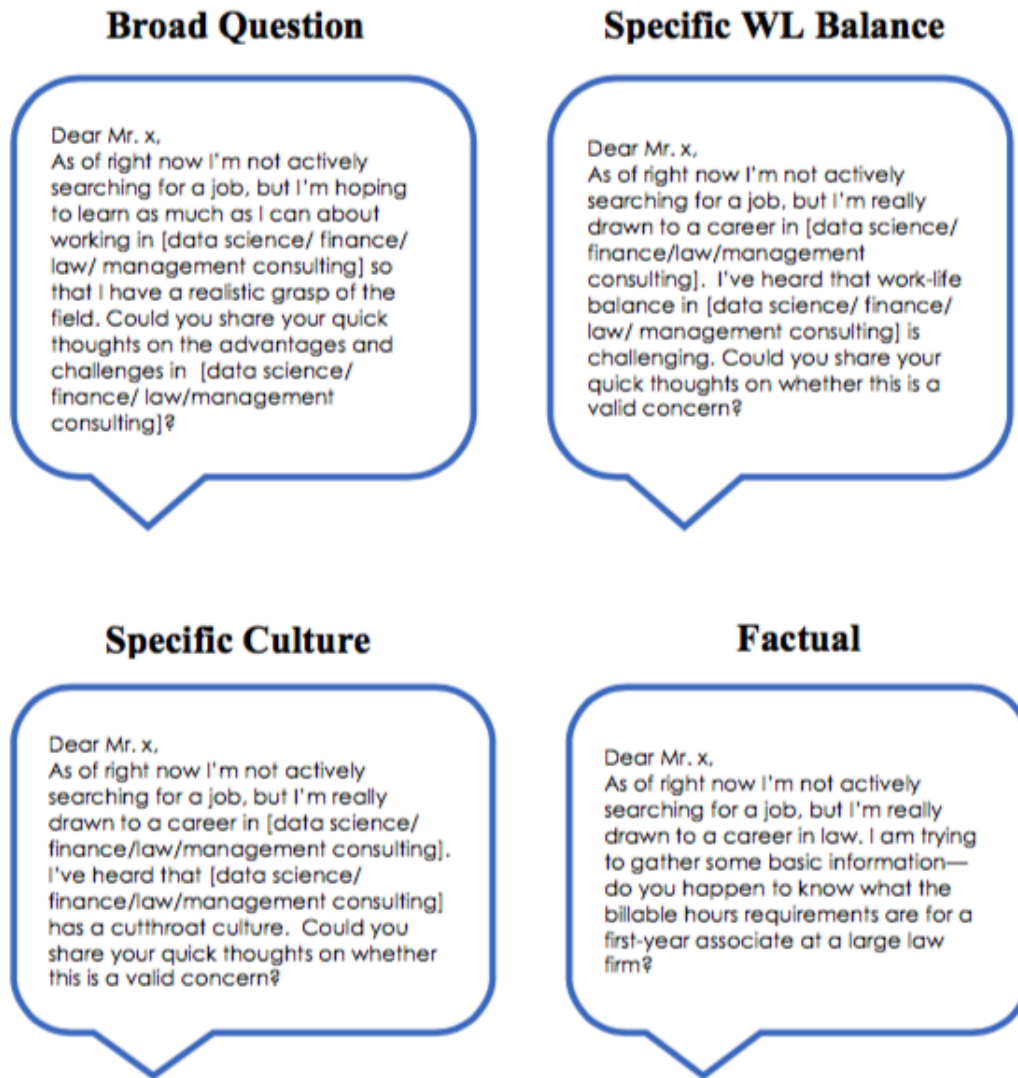 Broad Question
Dear Mr. x,
As of right now I'm not actively
searching for a job, but I'm hoping
to learn as much as I can about
working in [data science/ finance/
law/ management consulting] so
that I have a realistic grasp of the
field. Could you share your quick
thoughts on the advantages and
challenges in [data science/
finance/ law/management
consulting]?
Specific WL Balance
Dear Mr. x,
As of right now I'm not actively
searching for a job, but I'm really
drawn to a career in [data science/
finance/law/management
consulting]. I've heard that work-life
balance in [data science/ finance/
law/ management consulting] is
challenging. Could you share your
quick thoughts on whether this is a
valid concern?
Specific Culture
Dear Mr. x,
As of right now I'm not actively
searching for a job, but I'm really
drawn to a career in [data science/
finance/law/management consulting].
I've heard that [data science/
finance/law/management consulting]
has a cutthroat culture. Could you
share your quick thoughts on whether
this is a valid concern?
Factual
Dear Mr. x,
As of right now I'm not actively
searching for a job, but I'm really
drawn to a career in law. I am trying
to gather some basic information—
do you happen to know what the
billable hours requirements are for a
first-year associate at a large law
firm?